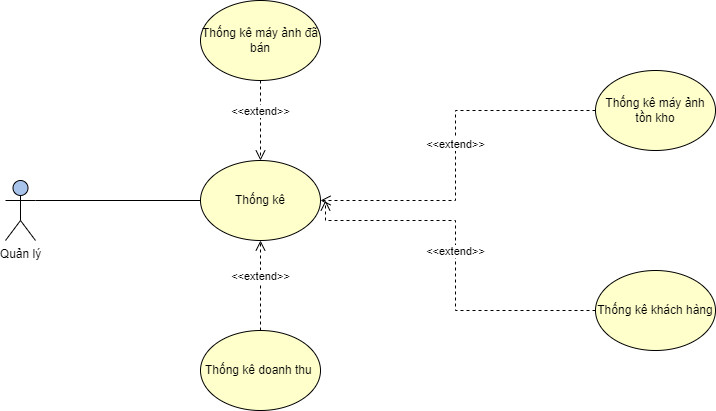 Thống kê máy ảnh đã
bán
<<extend>>
Thống kê máy ảnh
tồn kho
<<extend>>
Thống kê
Quản lý
<<extend>>
<<extend>>
Thống kê khách hàng
Thống kê doanh thu